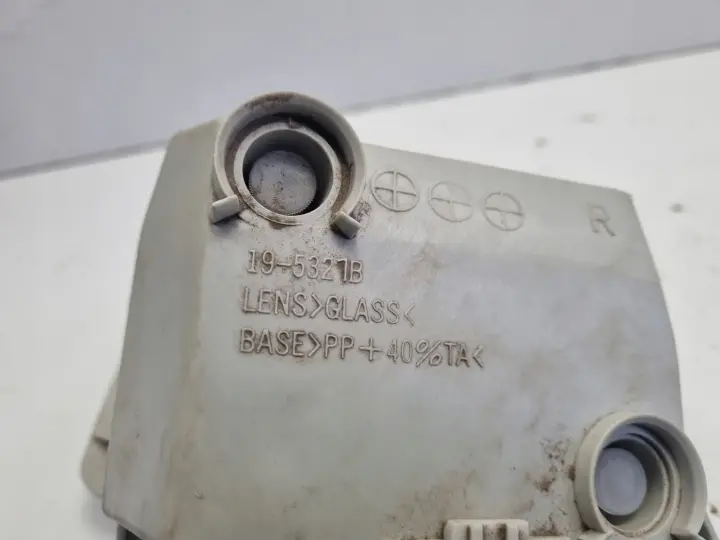 R
19-5321B
LENS>GLASS<
BASE>PP+40%TA<